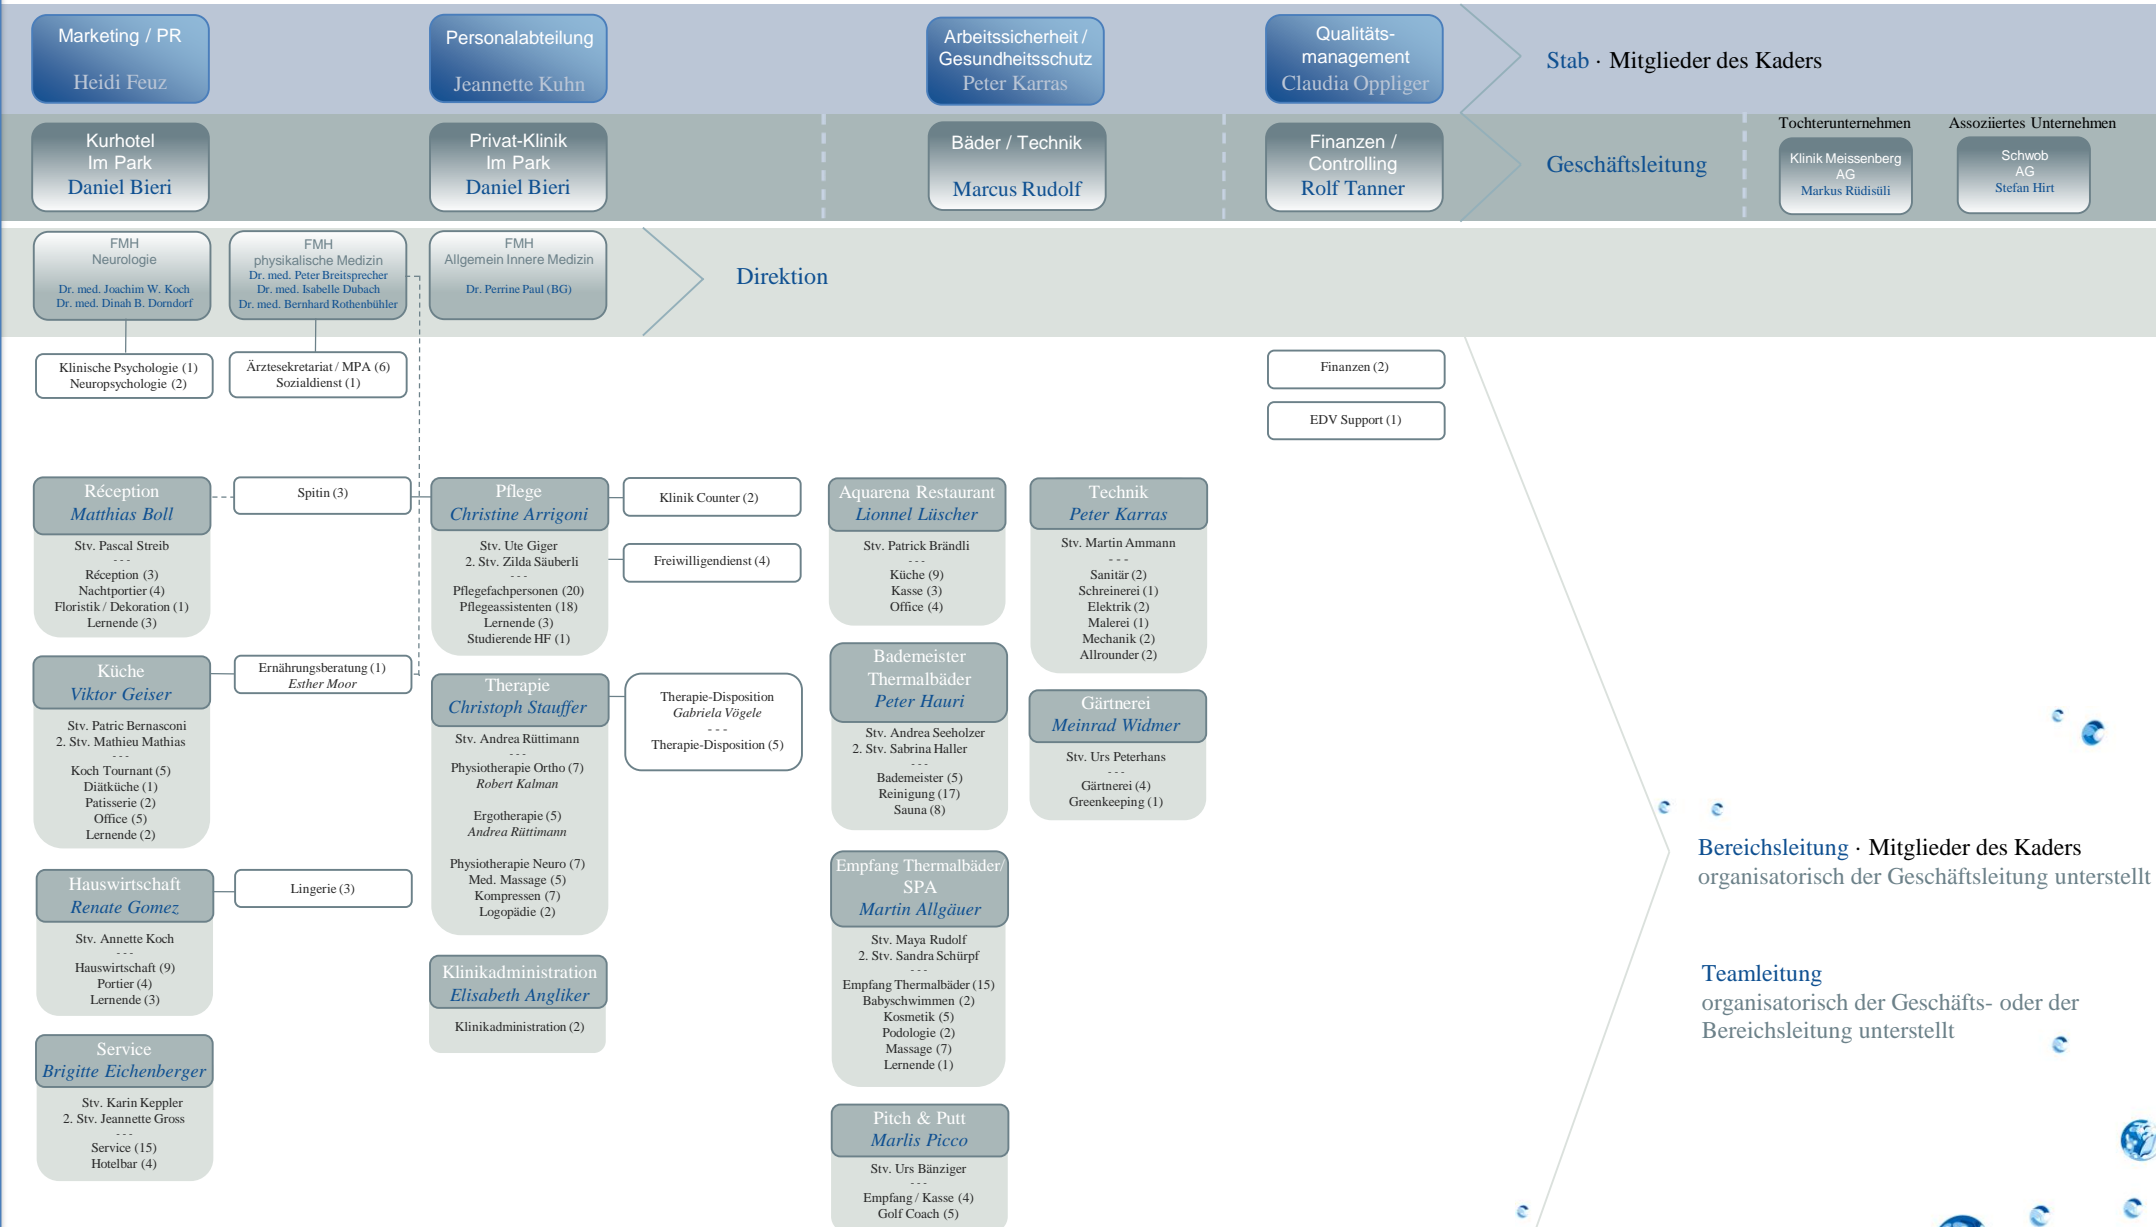 Marketing / PR
Heidi Feuz
Personalabteilung
Jeannette Kuhn
Arbeitssicherheit /
Gesundheitsschutz
Peter Karras
Qualitäts-
management
Claudia Oppliger
Stab · Mitglieder des Kaders
Kurhotel
Im Park
Daniel Bieri
Privat-Klinik
Im Park
Daniel Bieri
Bäder / Technik
Marcus Rudolf
Finanzen /
Controlling
Rolf Tanner
Geschäftsleitung
Tochterunternehmen
Klinik Meissenberg
AG
Markus Rüdisüli
Assoziiertes Unternehmen
Schwob
AG
Stefan Hirt
FMH
Neurologie
Dr. med. Joachim W. Koch
Dr. med. Dinah B. Dorndorf
FMH
physikalische Medizin
Dr. med. Peter Breitsprecher
Dr. med. Isabelle Dubach
Dr. med. Bernhard Rothenbühler
FMH
Allgemein Innere Medizin
Dr. Perrine Paul (BG)
Direktion
Klinische Psychologie (1)
Neuropsychologie (2)
Ärztesekretariat / MPA (6)
Sozialdienst (1)
Finanzen (2)
EDV Support (1)
Réception
Matthias Boll
Stv. Pascal Streib
- - -
Réception (3)
Nachtportier (4)
Floristik / Dekoration (1)
Lernende (3)
Spitin (3)
Küche
Viktor Geiser
Stv. Patric Bernasconi
2. Stv. Mathieu Mathias
- - -
Koch Tournant (5)
Diätküche (1)
Patisserie (2)
Office (5)
Lernende (2)
Ernährungsberatung (1)
Esther Moor
Hauswirtschaft
Renate Gomez
Stv. Annette Koch
- - -
Hauswirtschaft (9)
Portier (4)
Lernende (3)
Lingerie (3)
Service
Brigitte Eichenberger
Stv. Karin Keppler
2. Stv. Jeannette Gross
- - -
Service (15)
Hotelbar (4)
Pflege
Christine Arrigoni
Stv. Ute Giger
2. Stv. Zilda Säuberli
- - -
Pflegefachpersonen (20)
Pflegeassistenten (18)
Lernende (3)
Studierende HF (1)
Klinik Counter (2)
Freiwilligendienst (4)
Therapie
Christoph Stauffer
Stv. Andrea Rüttimann
- - -
Physiotherapie Ortho (7)
Robert Kalman
Ergotherapie (5)
Andrea Rüttimann
Physiotherapie Neuro (7)
Med. Massage (5)
Kompressen (7)
Logopädie (2)
Therapie-Disposition
Gabriela Vögele
- - -
Therapie-Disposition (5)
Klinikadministration
Elisabeth Angliker
Klinikadministration (2)
Aquarena Restaurant
Lionnel Lüscher
Stv. Patrick Brändli
- - -
Küche (9)
Kasse (3)
Office (4)
Bademeister
Thermalbäder
Peter Hauri
Stv. Andrea Seeholzer
2. Stv. Sabrina Haller
- - -
Bademeister (5)
Reinigung (17)
Sauna (8)
Empfang Thermalbäder/
SPA
Martin Allgäuer
Stv. Maya Rudolf
2. Stv. Sandra Schürpf
- - -
Empfang Thermalbäder (15)
Babyschwimmen (2)
Kosmetik (5)
Podologie (2)
Massage (7)
Lernende (1)
Pitch & Putt
Marlis Picco
Stv. Urs Bänziger
- - -
Empfang / Kasse (4)
Golf Coach (5)
Technik
Peter Karras
Stv. Martin Ammann
- - -
Sanitär (2)
Schreinerei (1)
Elektrik (2)
Malerei (1)
Mechanik (2)
Allrounder (2)
Gärtnerei
Meinrad Widmer
Stv. Urs Peterhans
- - -
Gärtnerei (4)
Greenkeeping (1)
Bereichsleitung · Mitglieder des Kaders
organisatorisch der Geschäftsleitung unterstellt
Teamleitung
organisatorisch der Geschäfts- oder der
Bereichsleitung unterstellt